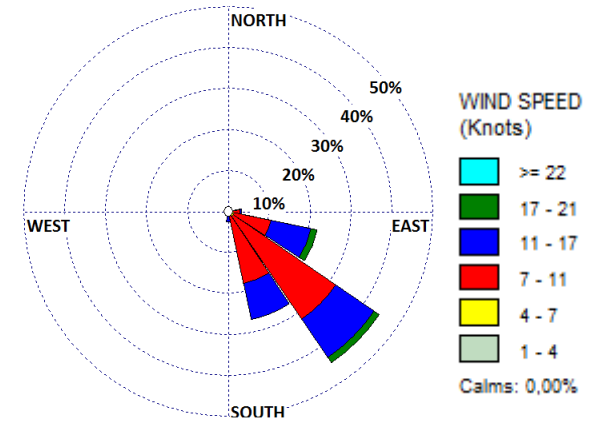 NORTH
50%
40%
30%
20%
10%
WEST
EAST
SOUTH
WIND SPEED
(Knots)
>= 22
17 - 21
11 - 17
7 - 11
4 - 7
1 - 4
Calms: 0,00%